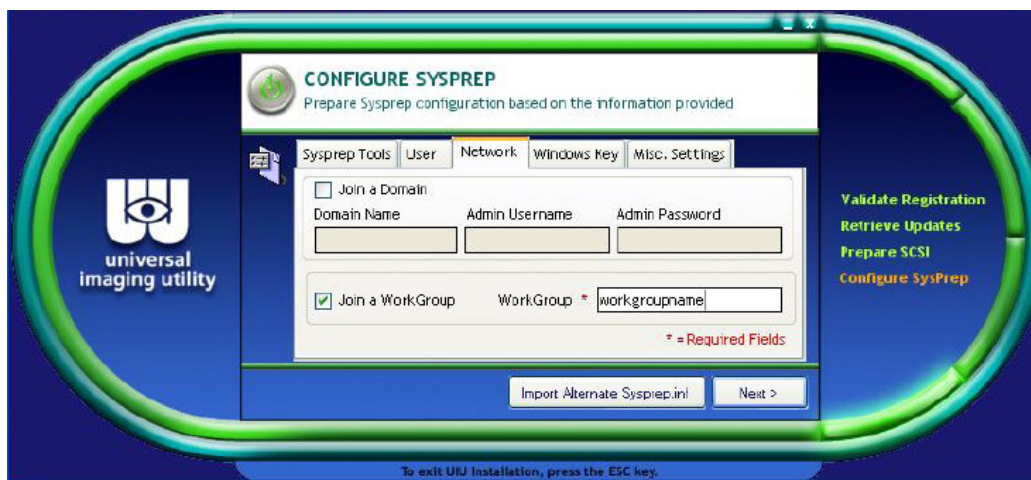 CONFIGURE SYSPREP
Prepare Sysprep configuration based on the information provided
Sysprep Tools User Network Windows Key Misc. Settings
Join a Domain
Domain Name Admin Username Admin Password
Join a WorkGroup WorkGroup * workgroupname
* = Required Fields
Import Alternate Sysprep.inf Next >
universal
imaging utility
Validate Registration
Retrieve Updates
Prepare SCSI
Configure SysPrep
To exit UIU Installation, press the ESC key.